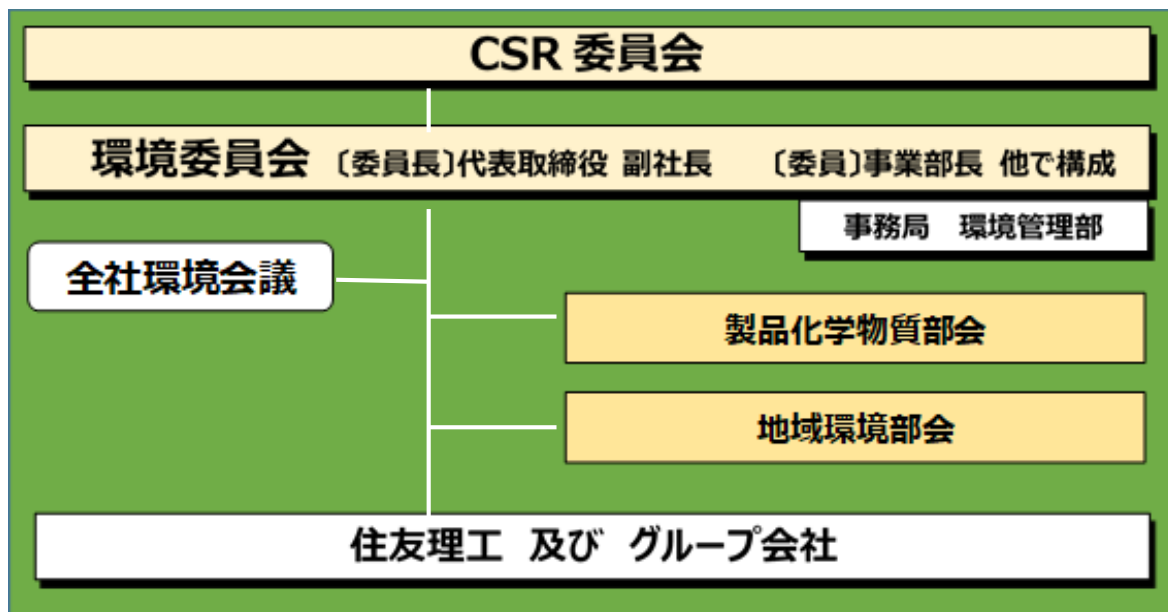 CSR 委員会
環境委員会 〔委員長〕代表取締役 副社長 〔委員〕事業部長 他で構成
事務局 環境管理部
全社環境会議
製品化学物質部会
地域環境部会
住友理工 及び グループ会社